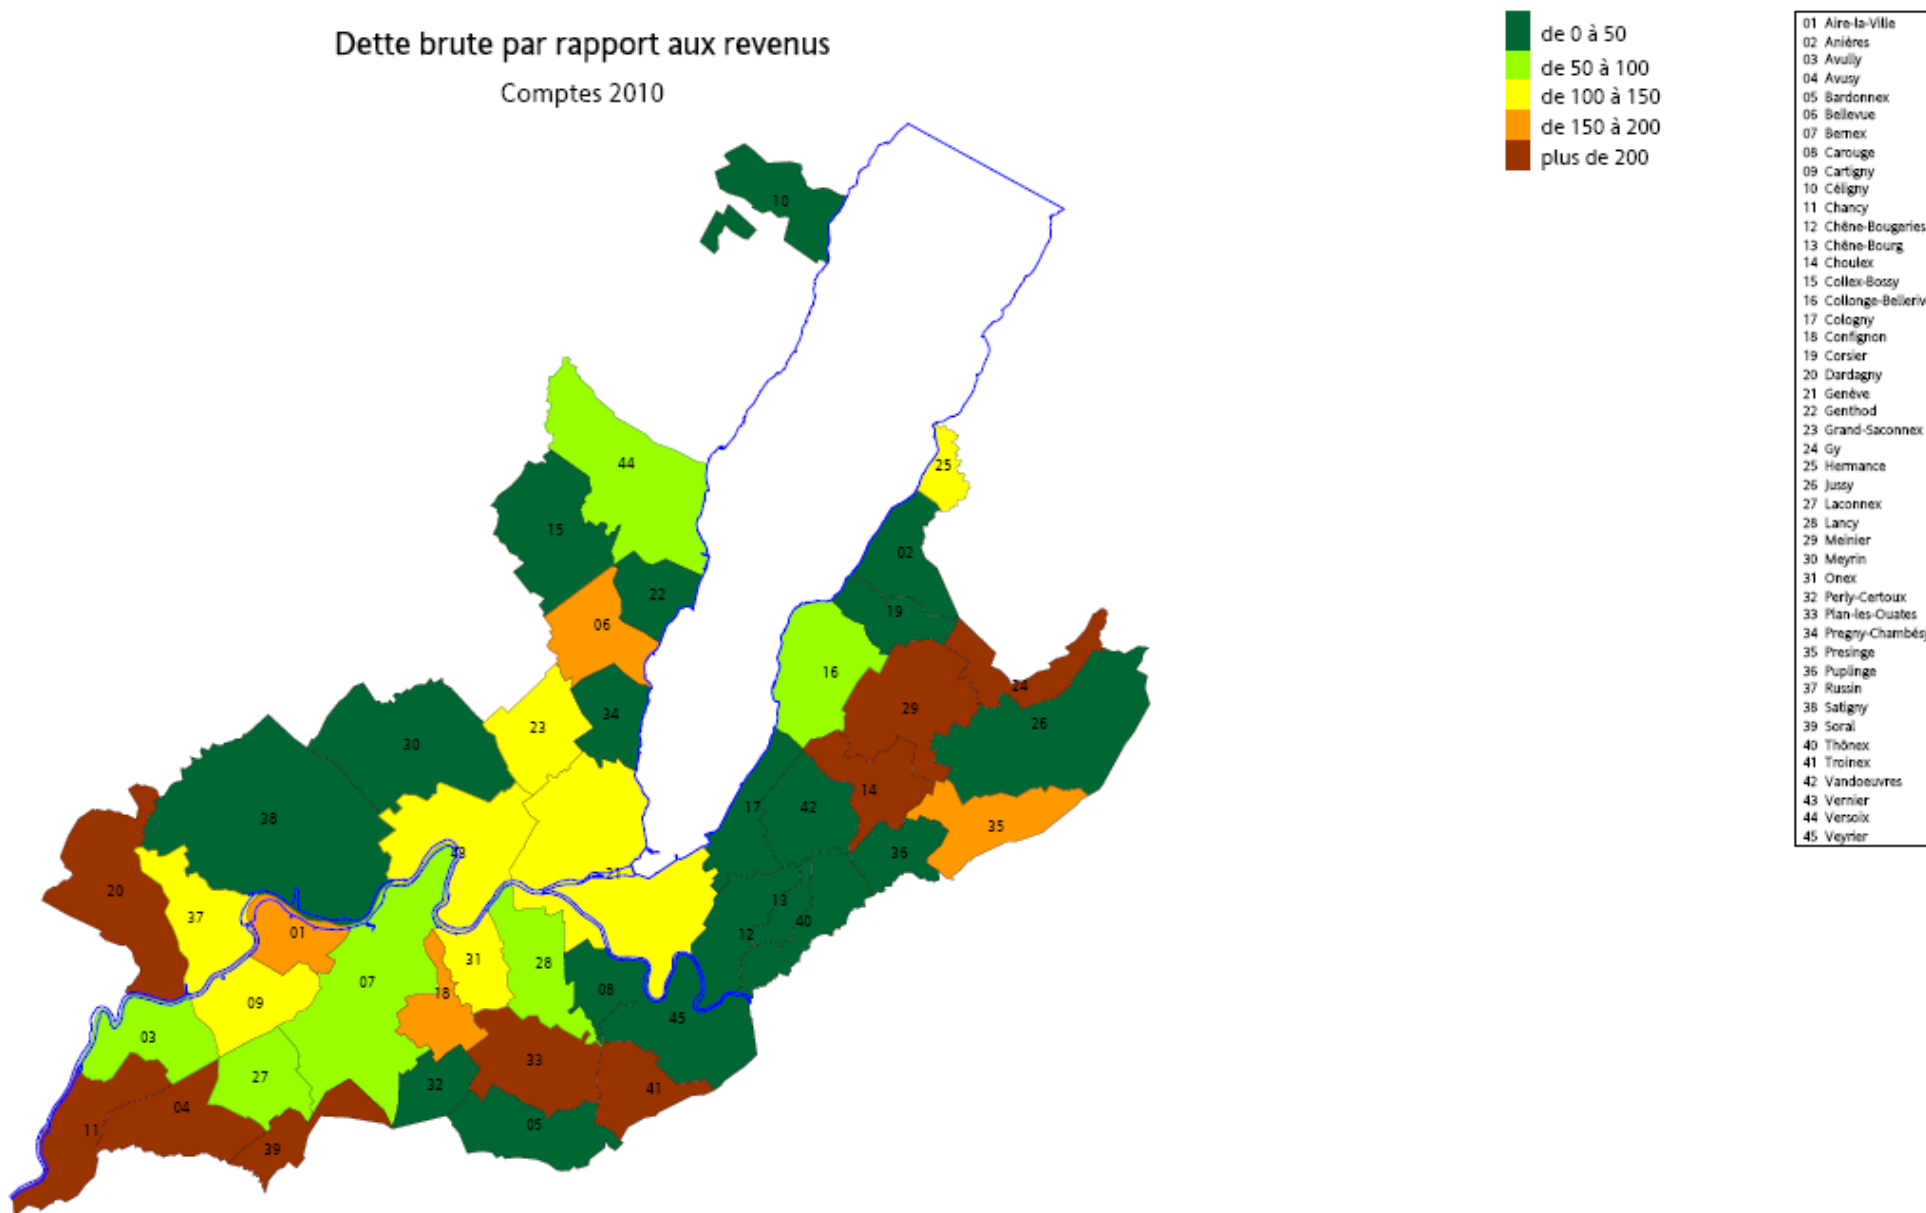 Dette brute par rapport aux revenus
Comptes 2010
de 0 à 50
de 50 à 100
de 100 à 150
de 150 à 200
plus de 200
01 Aire-la-Ville
02 Anières
03 Avully
04 Avusy
05 Bardonnex
06 Bellevue
07 Bernex
08 Carouge
09 Cartigny
10 Céligny
11 Chancy
12 Chêne-Bougeries
13 Chêne-Bourg
14 Choulex
15 Collex-Bossy
16 Collonge-Belleriv
17 Cologny
18 Confignon
19 Corsier
20 Dardagny
21 Genève
22 Genthod
23 Grand-Saconnex
24 Gy
25 Hermance
26 Jussy
27 Laconnex
28 Lancy
29 Meinier
30 Meyrin
31 Onex
32 Perly-Certoux
33 Plan-les-Ouates
34 Pregny-Chambésy
35 Presinge
36 Puplinge
37 Russin
38 Satigny
39 Soral
40 Thônex
41 Troinex
42 Vandoeuvres
43 Vernier
44 Versoix
45 Veyrier
10
44
25
15
02
22
19
06
16
24
34
29
23
26
30
14
17
42
38
35
43
36
21
20
13
37
40
01
12
31
28
07
08
18
09
45
03
33
27
32
41
04
05
11
39